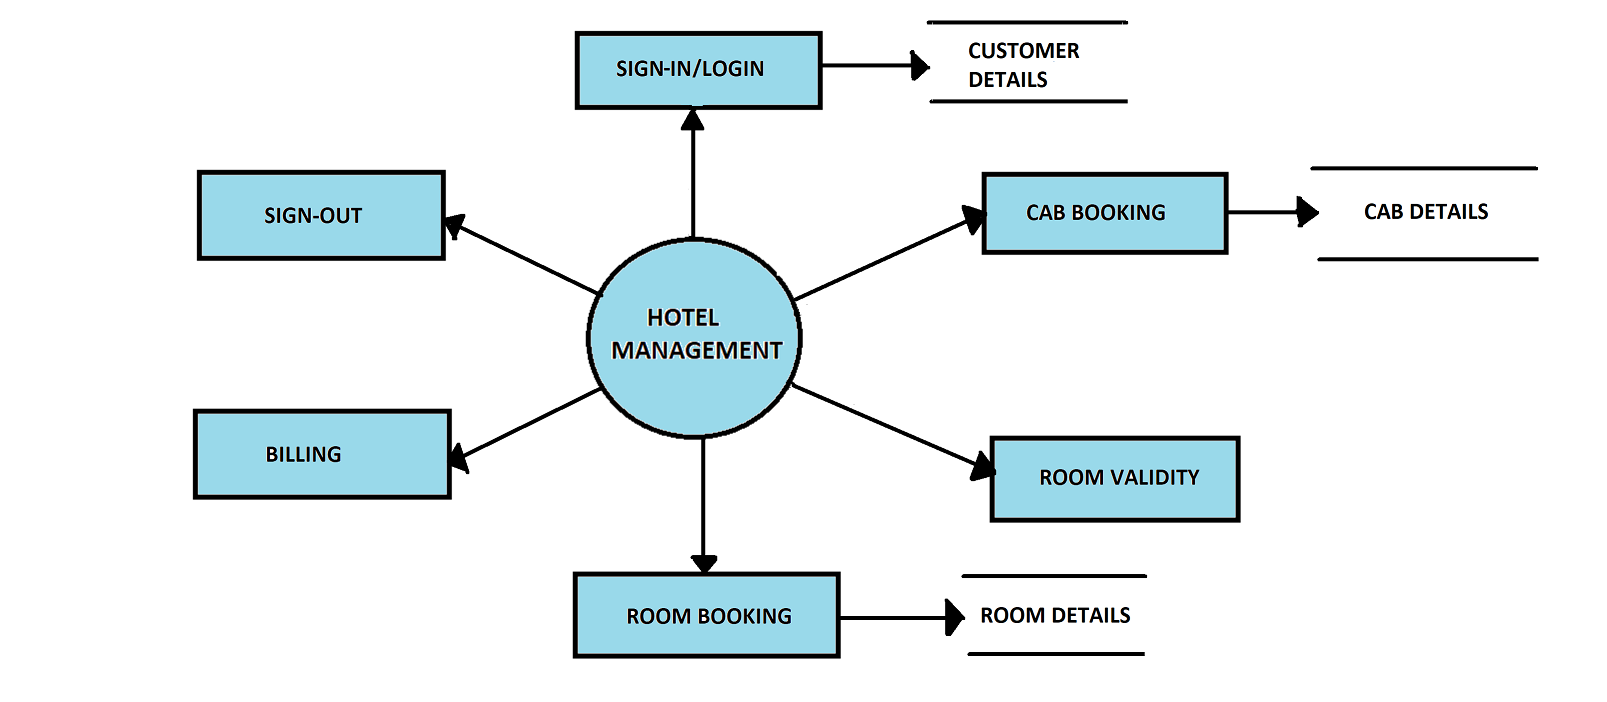 SIGN-IN/LOGIN
CUSTOMER
DETAILS
SIGN-OUT
CAB BOOKING
CAB DETAILS
HOTEL
MANAGEMENT
BILLING
ROOM VALIDITY
ROOM BOOKING
ROOM DETAILS